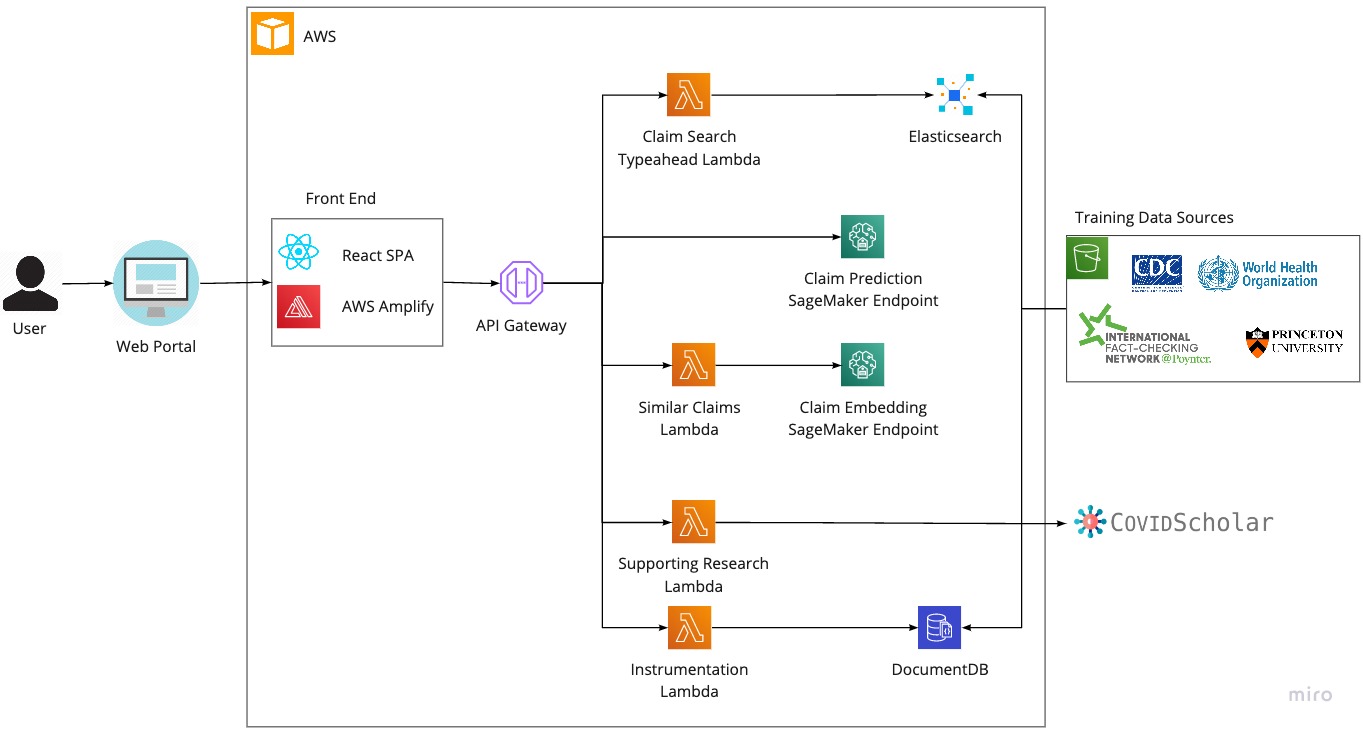 AWS
Claim Search
Typeahead Lambda
Elasticsearch
Front End
React SPA
AWS Amplify
User
Web Portal
API Gateway
Claim Prediction
SageMaker Endpoint
Similar Claims
Lambda
Claim Embedding
SageMaker Endpoint
Supporting Research
Lambda
Instrumentation
Lambda
DocumentDB
Training Data Sources
CDC
World Health
Organization
INTERNATIONAL
FACT-CHECKING
NETWORK @Poynter.
PRINCETON
UNIVERSITY
COVIDSCHOLAR
miro